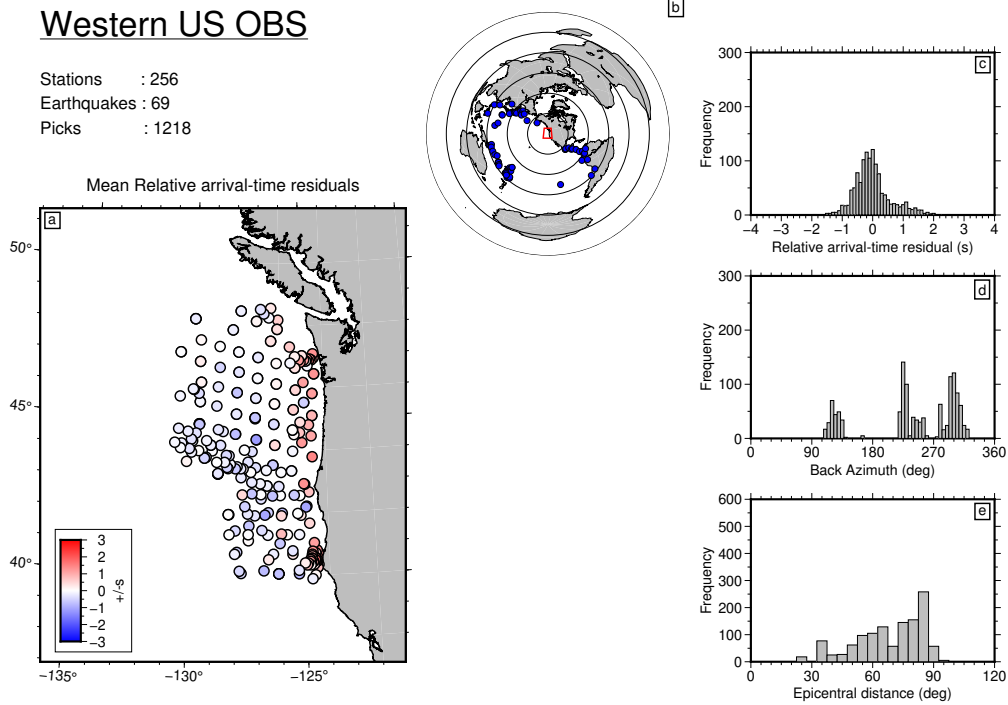 Western US OBS
Stations : 256
Earthquakes : 69
Picks : 1218
Mean Relative arrival-time residuals
a
50°
45°
40°
−135°
−130°
−125°
3
2
1
0
−1
−2
−3
+/-s
b
c
300
200
100
0
Frequency
−4 −3 −2 −1 0 1 2 3 4
Relative arrival-time residual (s)
d
300
200
100
0
Frequency
0 90 180 270 360
Back Azimuth (deg)
e
600
500
400
300
200
100
0
Frequency
0 30 60 90 120
Epicentral distance (deg)